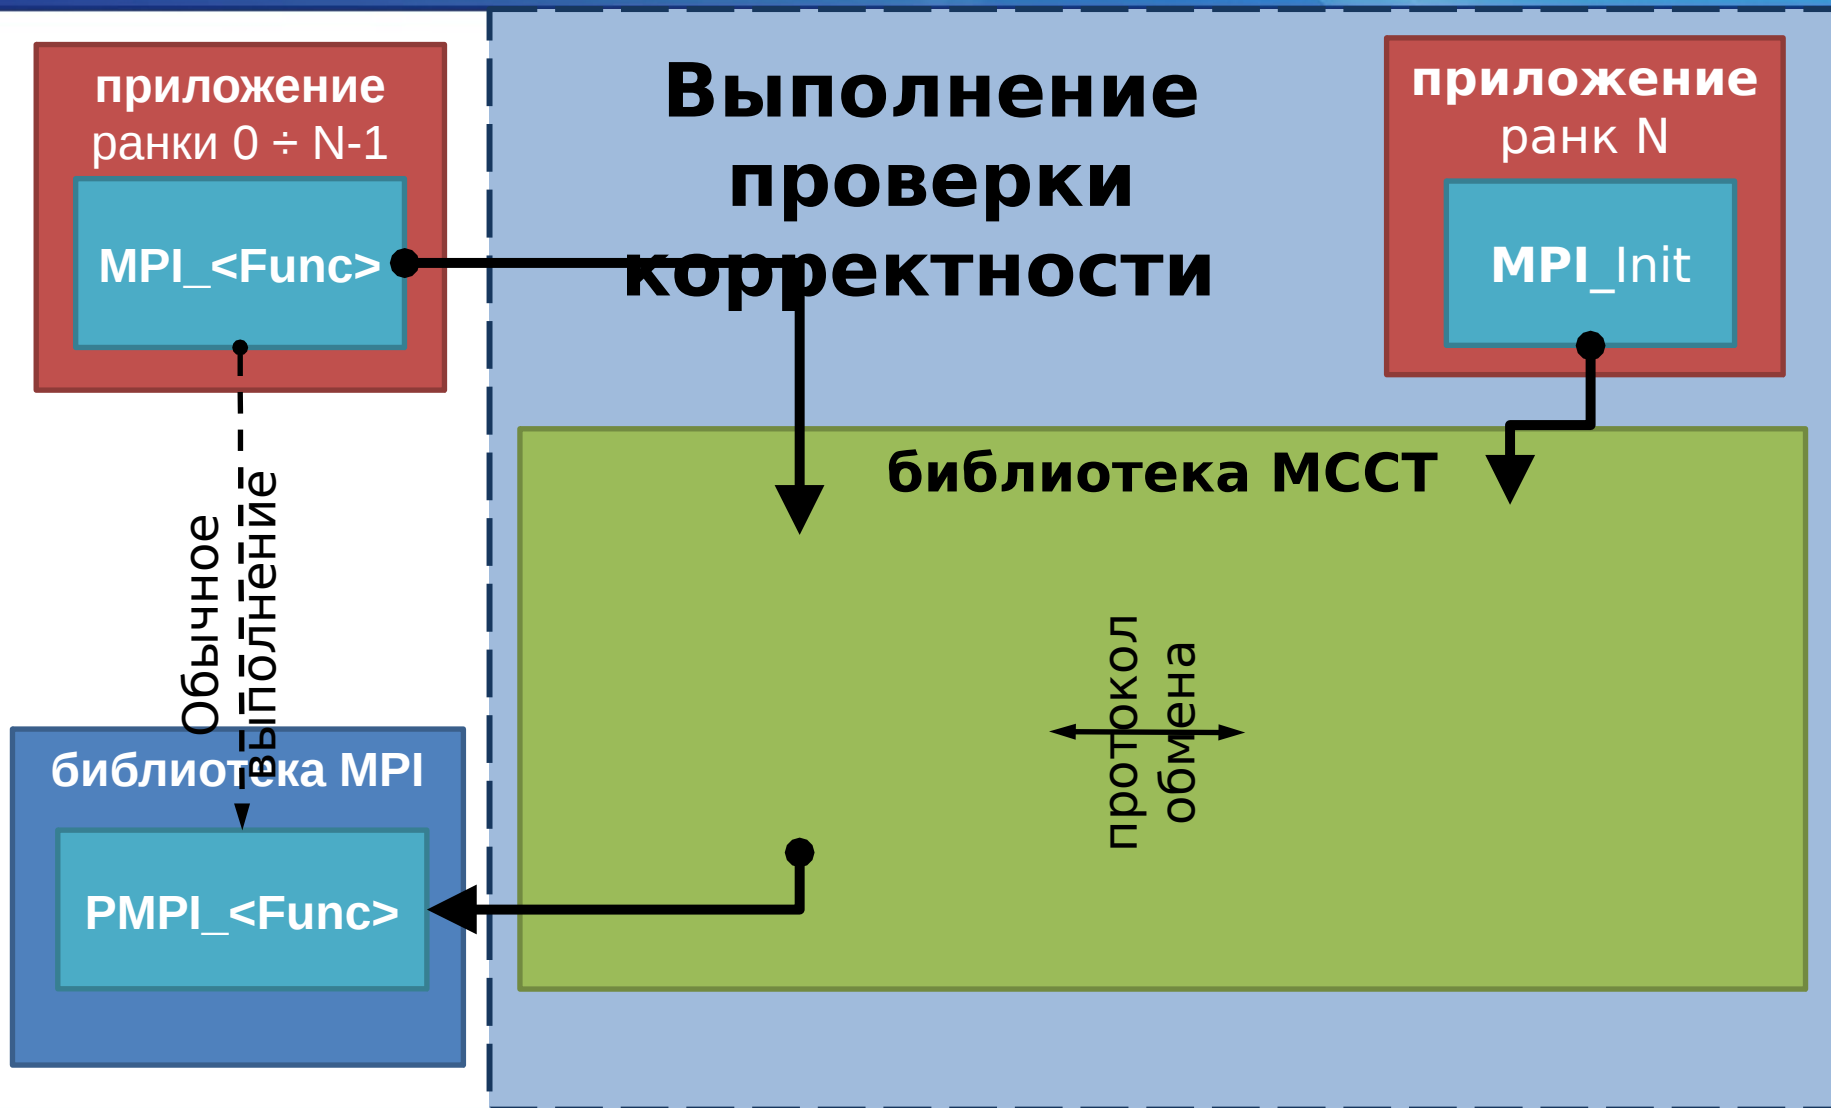 приложение
ранки 0 ÷ N-1
MPI_<Func>
Выполнение
проверки
корректности
приложение
ранк N
MPI_Init
библиотека MCCT
Обычное
выполнение
протокол
обмена
библиотека MPI
PMPI_<Func>